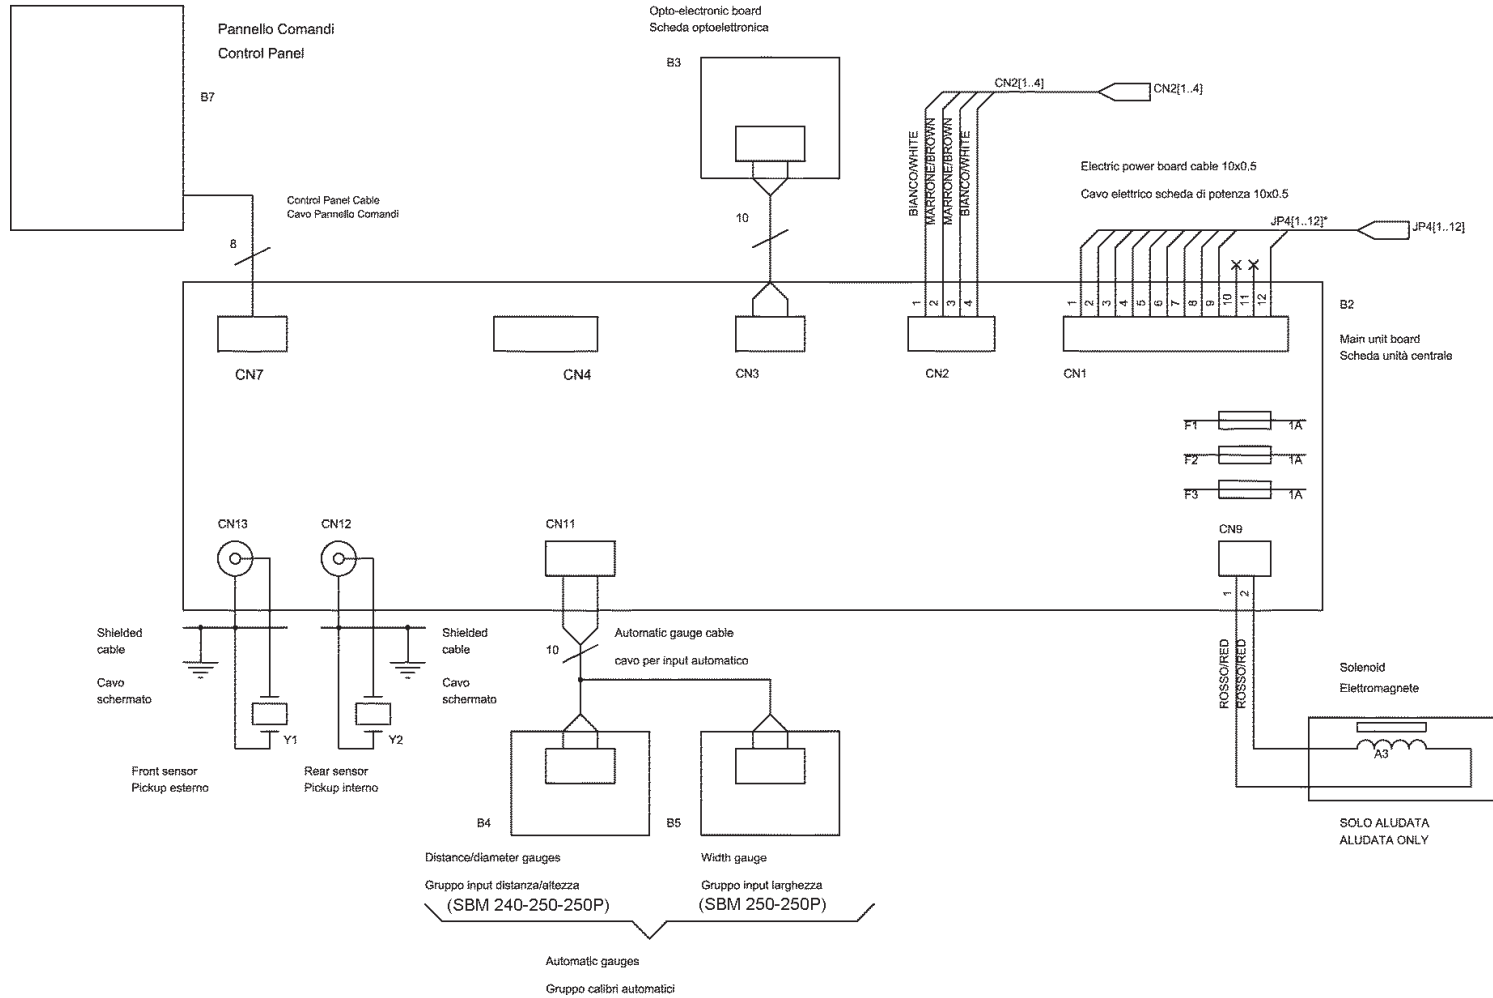 Pannello Comandi
Control Panel
B7
Control Panel Cable
Cavo Pannello Comandi
8
Opto-electronic board
Scheda optoelettronica
B3
10
CN2[1..4]
CN2[1..4]
BIANCO/WHITE
MARRONE/BROWN
MARRONE/BROWN
BIANCO/WHITE
Electric power board cable 10x0,5
Cavo elettrico scheda di potenza 10x0.5
JP4[1..12]*
JP4[1..12]
1
2
3
4
1
2
3
4
5
6
7
8
9
10
11
12
B2
Main unit board
Scheda unità centrale
CN7
CN4
CN3
CN2
CN1
F1
1A
F2
1A
F3
1A
CN13
CN12
CN11
CN9
1
2
Shielded
cable
Cavo
schermato
Shielded
cable
Cavo
schermato
10
Automatic gauge cable
cavo per input automatico
ROSSO/RED
ROSSO/RED
Solenoid
Elettromagnete
Y1
Y2
A3
Front sensor
Pickup esterno
Rear sensor
Pickup interno
B4
B5
SOLO ALUDATA
ALUDATA ONLY
Distance/diameter gauges
Gruppo input distanza/altezza
(SBM 240-250-250P)
Width gauge
Gruppo input larghezza
(SBM 250-250P)
Automatic gauges
Gruppo calibri automatici